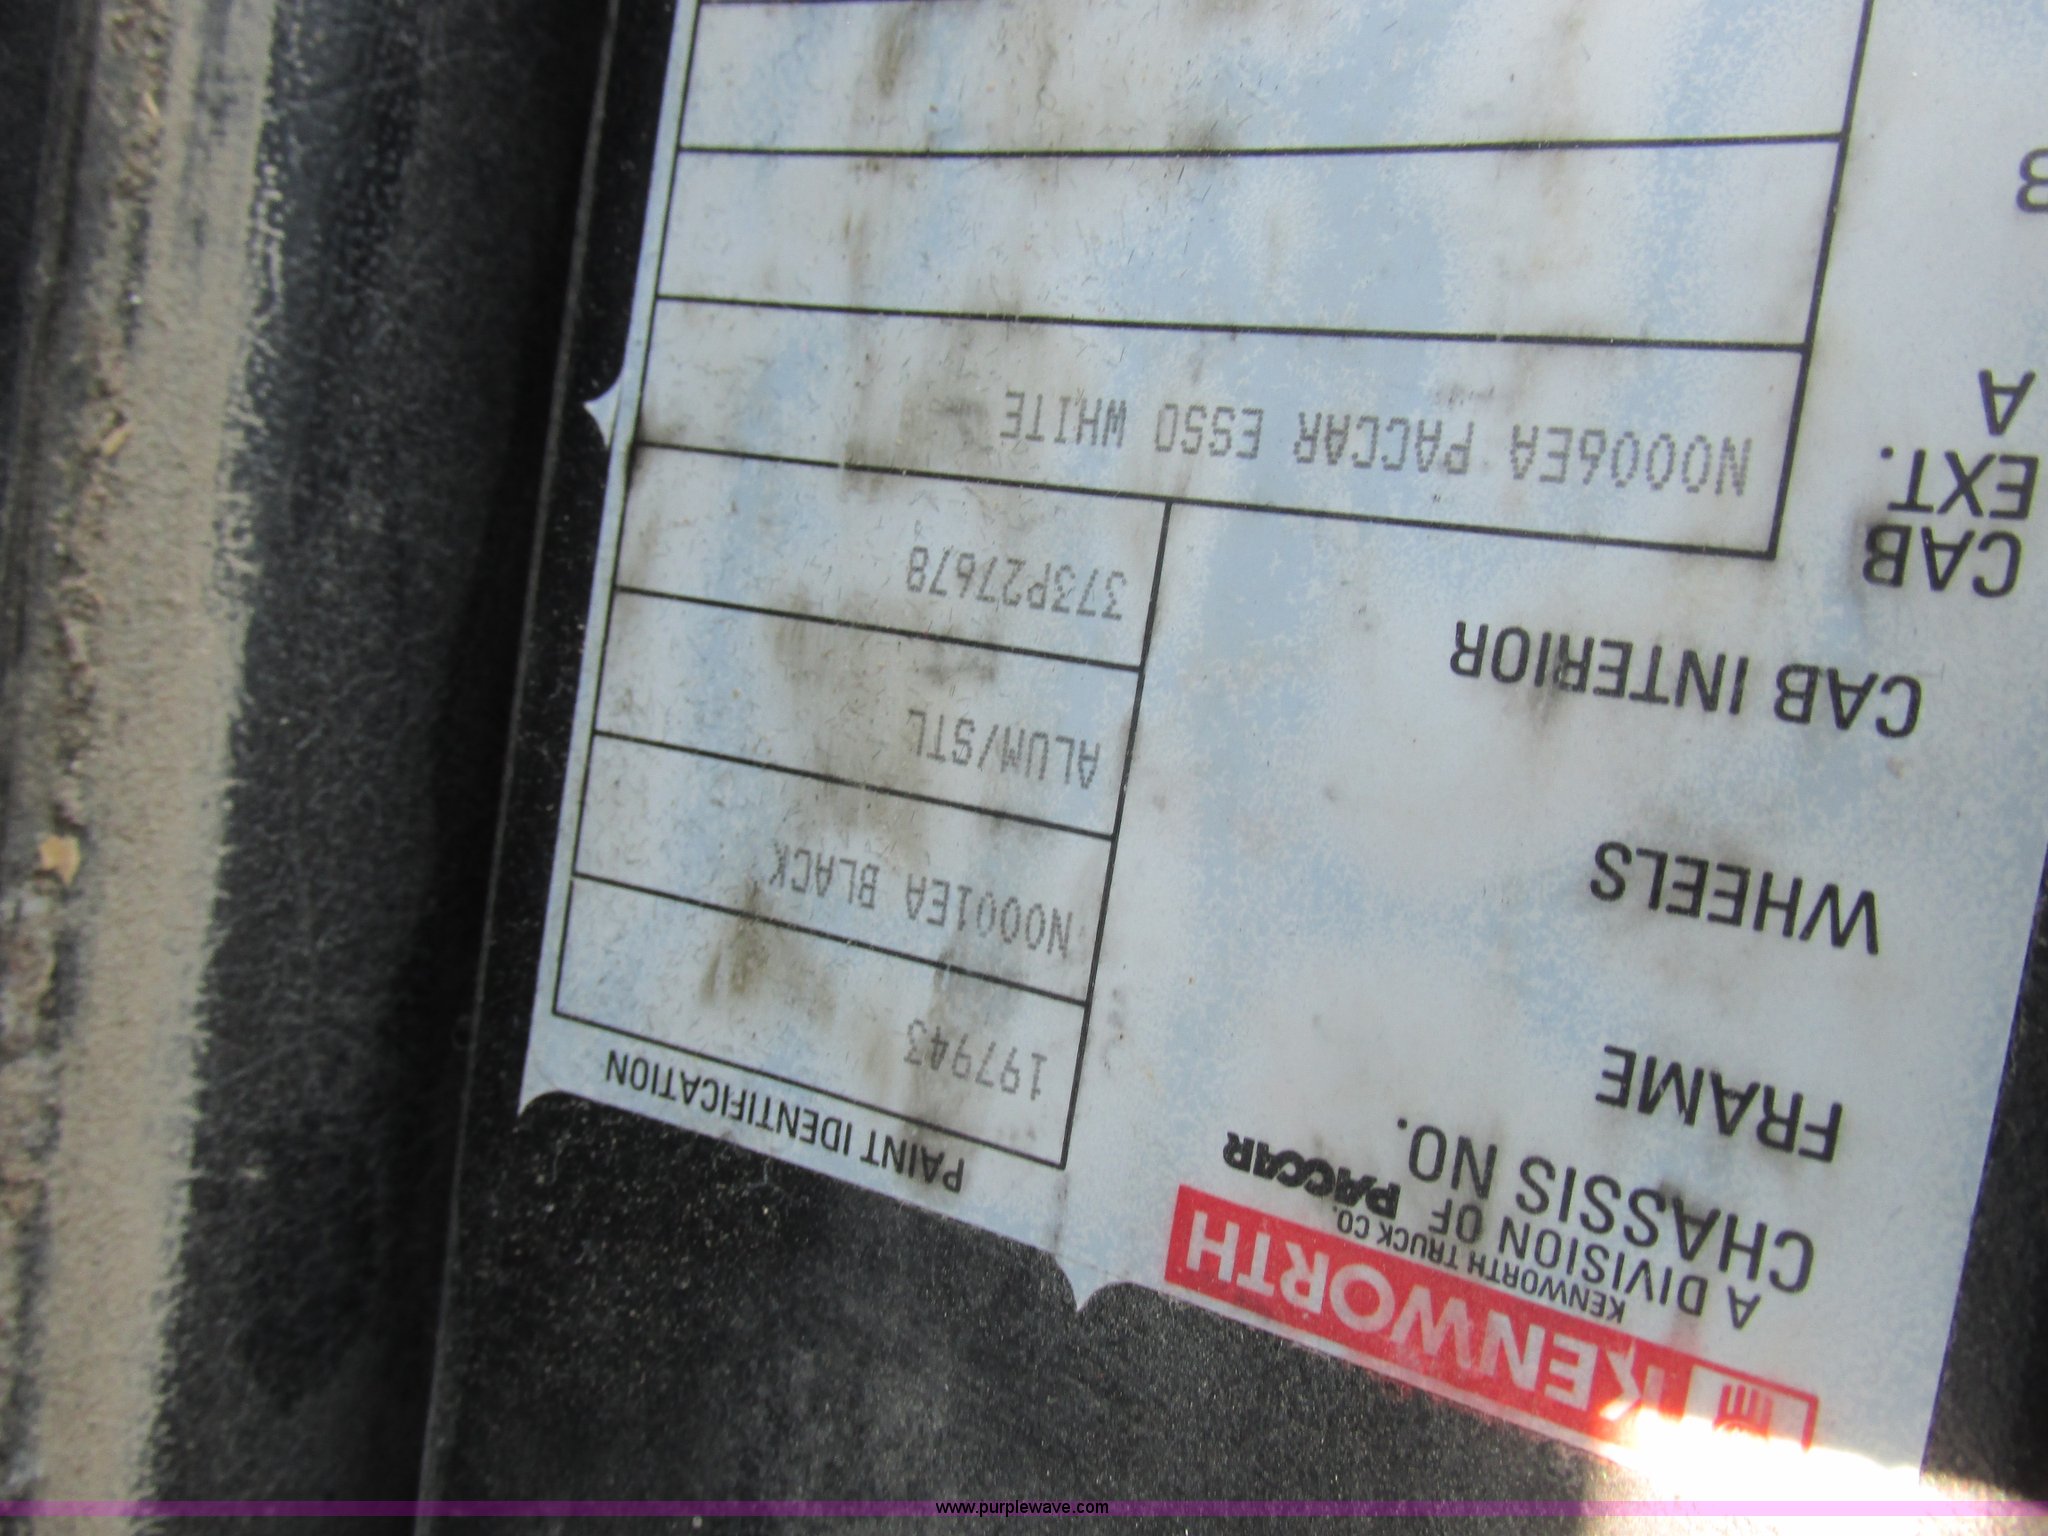 KENWORTH
KENWORTH TRUCK CO.
A DIVISION OF PACCAR
PAINT IDENTIFICATION
CHASSIS NO. 197943
FRAME N0001EA BLACK
WHEELS ALUM/STL
CAB INTERIOR 373P27678
CAB
EXT.
A N0006EA PACCAR ESSO WHITE
B
www.purplewave.com